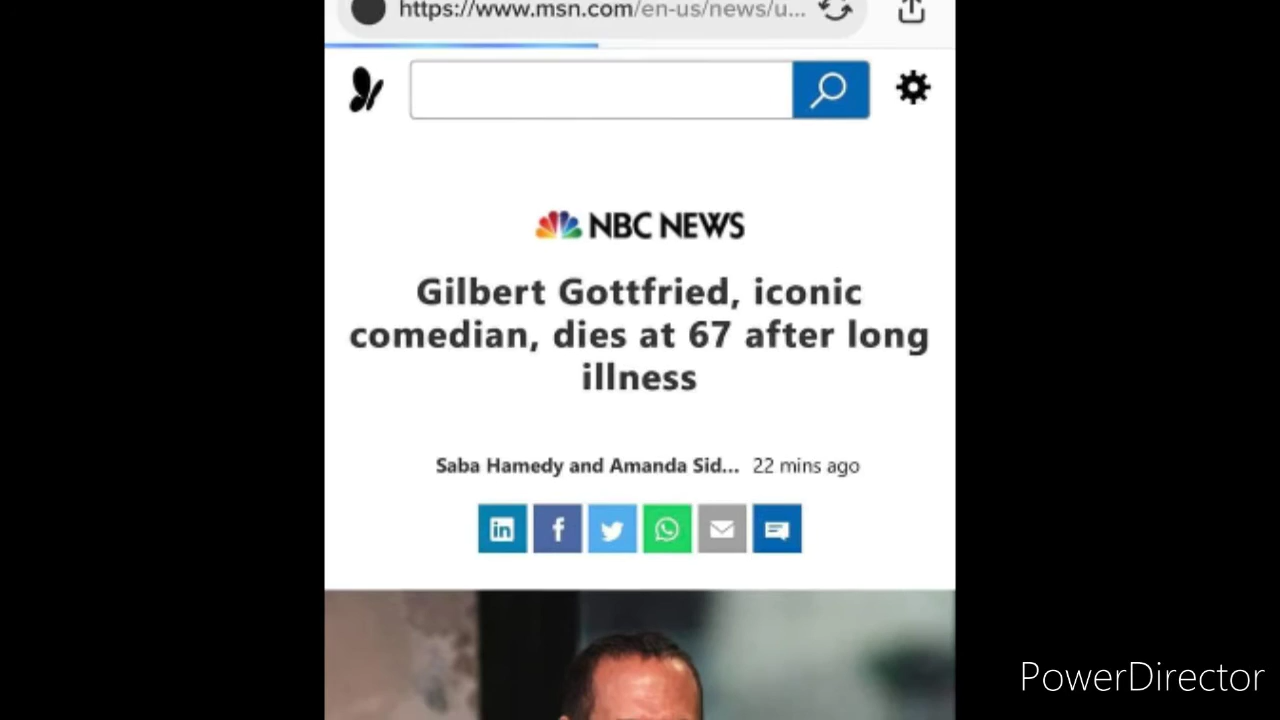 https://www.msn.com/en-us/news/u...
NBC NEWS
Gilbert Gottfried, iconic
comedian, dies at 67 after long
illness
Saba Hamedy and Amanda Sid... 22 mins ago
in f
PowerDirector